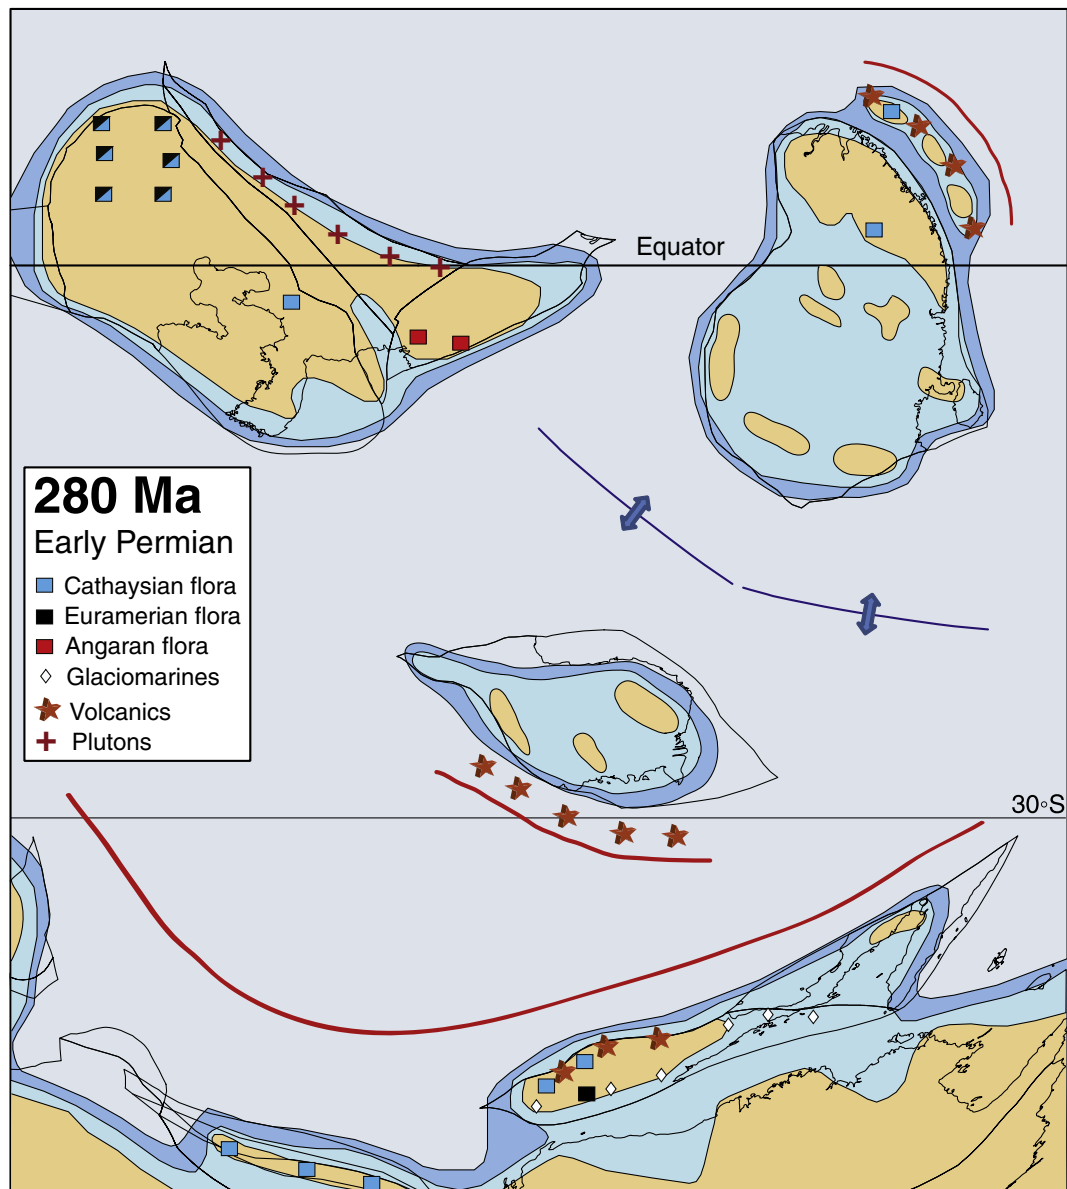 Equator
280 Ma
Early Permian
Cathaysian flora
Euramerian flora
Angaran flora
Glaciomarines
Volcanics
Plutons
30◦S